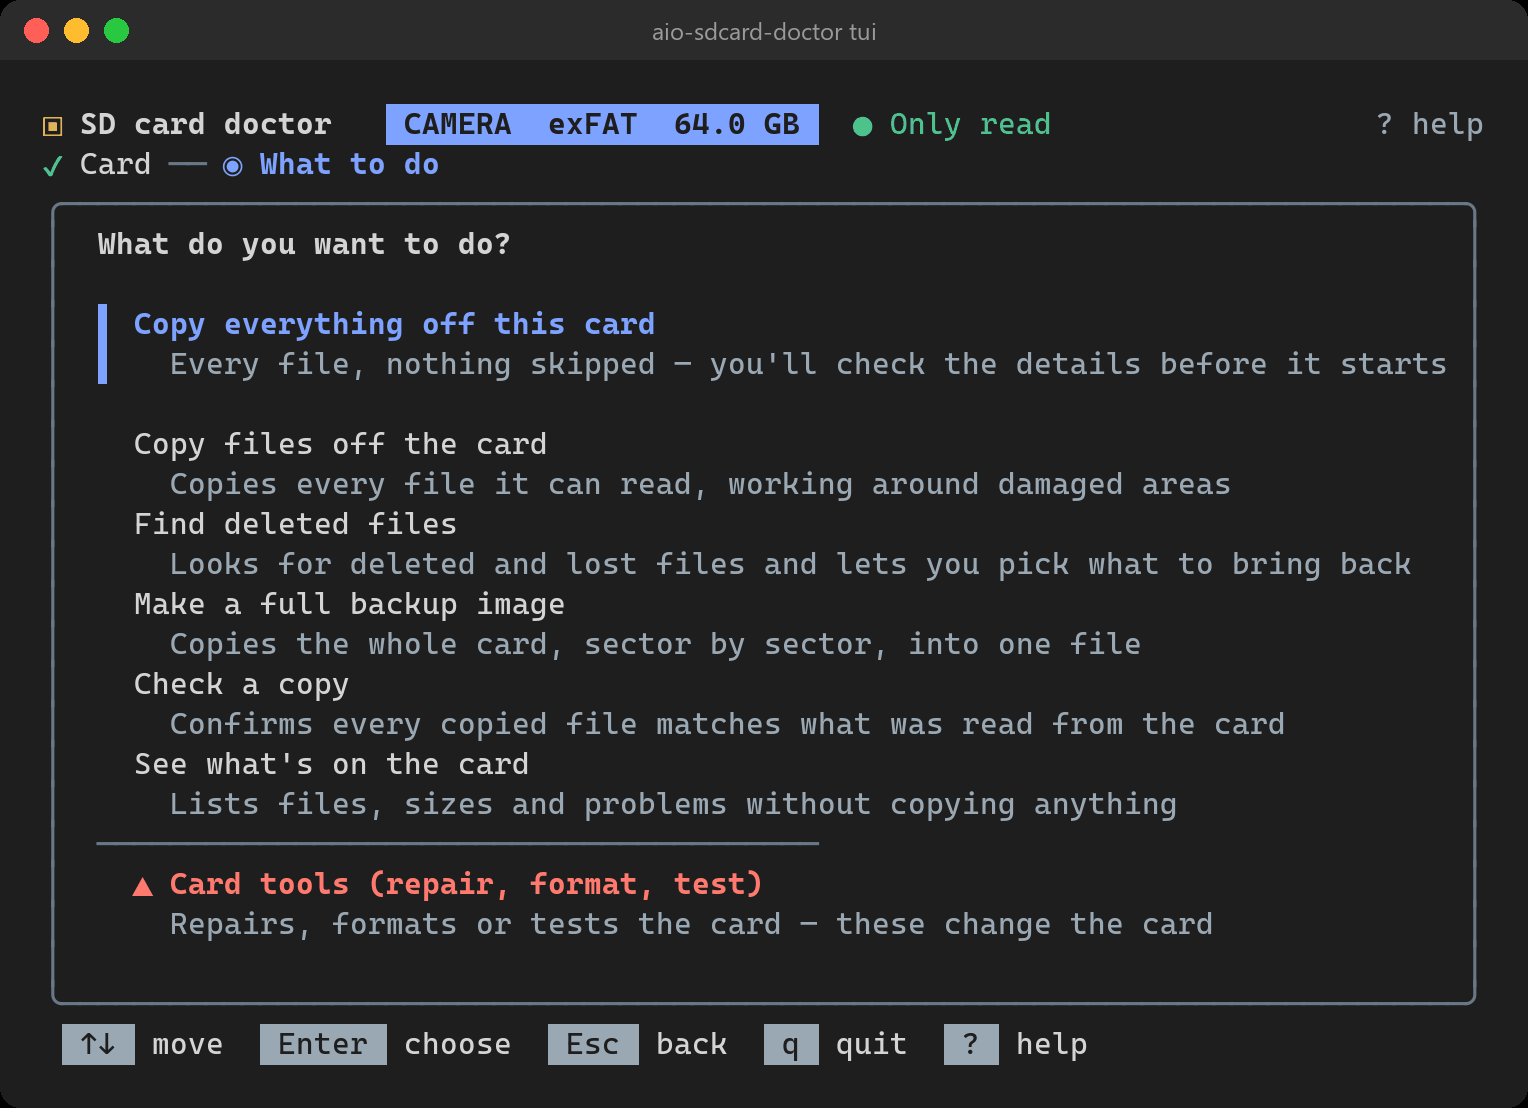 aio-sdcard-doctor tui
SD card doctor CAMERA exFAT 64.0 GB ● Only read ? help
✓ Card ── ◉ What to do
What do you want to do?
Copy everything off this card
Every file, nothing skipped — you'll check the details before it starts
Copy files off the card
Copies every file it can read, working around damaged areas
Find deleted files
Looks for deleted and lost files and lets you pick what to bring back
Make a full backup image
Copies the whole card, sector by sector, into one file
Check a copy
Confirms every copied file matches what was read from the card
See what's on the card
Lists files, sizes and problems without copying anything
▲ Card tools (repair, format, test)
Repairs, formats or tests the card — these change the card
↑↓ move Enter choose Esc back q quit ? help